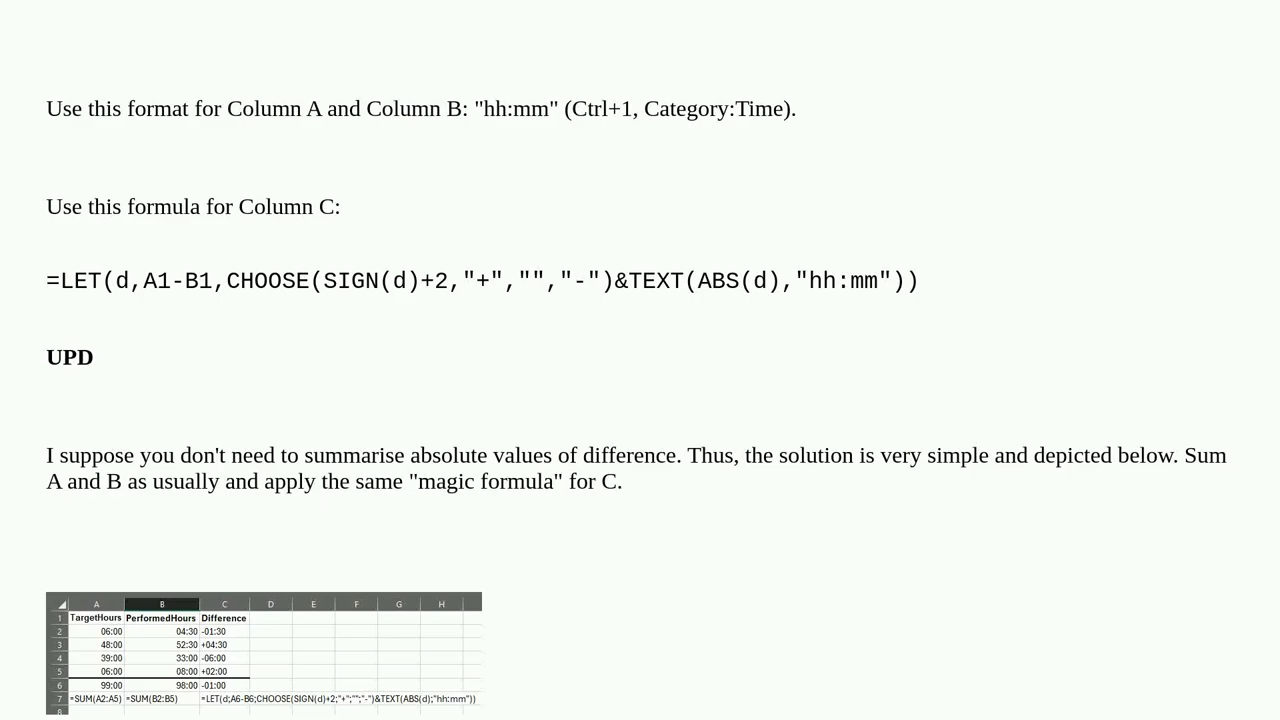 Use this format for Column A and Column B: "hh:mm" (Ctrl+1, Category:Time).
Use this formula for Column C:
=LET(d,A1-B1,CHOOSE(SIGN(d)+2,"+","","-")&TEXT(ABS(d),"hh:mm"))
UPD
I suppose you don't need to summarise absolute values of difference. Thus, the solution is very simple and depicted below. Sum
A and B as usually and apply the same "magic formula" for C.
A B C D E F G H
1 TargetHours PerformedHours Difference
2 06:00 04:30 -01:30
3 48:00 52:30 +04:30
4 39:00 33:00 -06:00
5 06:00 08:00 +02:00
6 99:00 98:00 -01:00
7 =SUM(A2:A5) =SUM(B2:B5) =LET(d;A6-B6;CHOOSE(SIGN(d)+2;"+";"";"-")&TEXT(ABS(d);"hh:mm"))
8